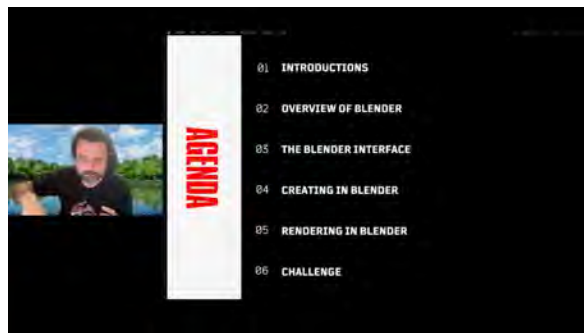 AGENDA
01 INTRODUCTIONS
02 OVERVIEW OF BLENDER
03 THE BLENDER INTERFACE
04 CREATING IN BLENDER
05 RENDERING IN BLENDER
06 CHALLENGE